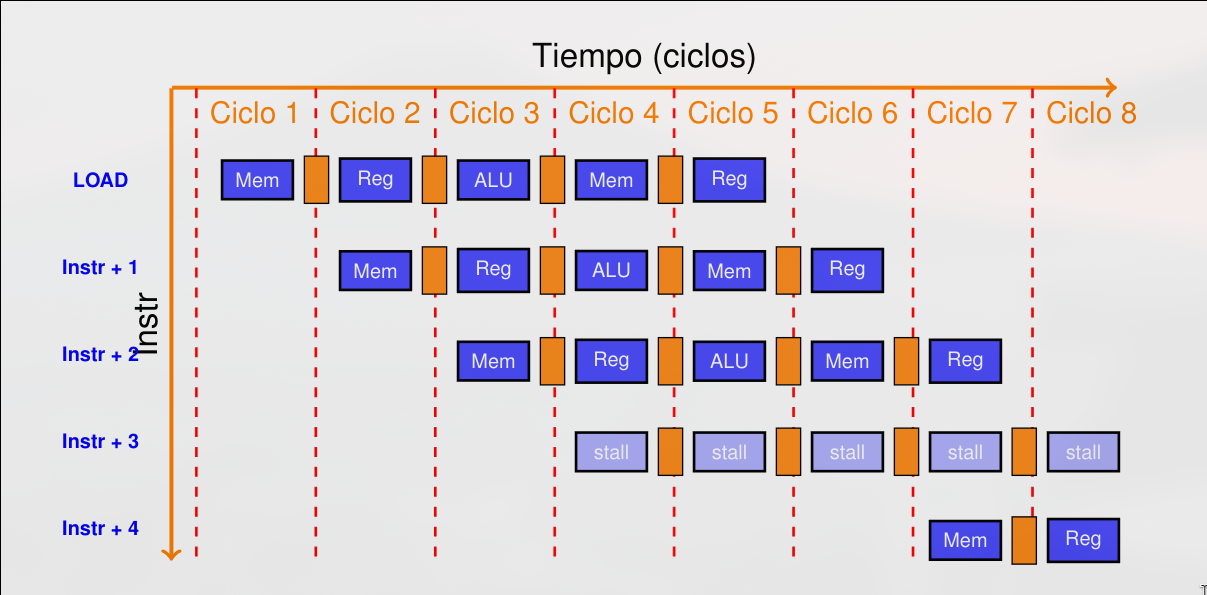 Tiempo (ciclos)
Ciclo 1 Ciclo 2 Ciclo 3 Ciclo 4 Ciclo 5 Ciclo 6 Ciclo 7 Ciclo 8
LOAD Mem Reg ALU Mem Reg
Instr + 1 Mem Reg ALU Mem Reg
Instr
Instr + 2 Mem Reg ALU Mem Reg
Instr + 3 stall stall stall stall stall
Instr + 4 Mem Reg